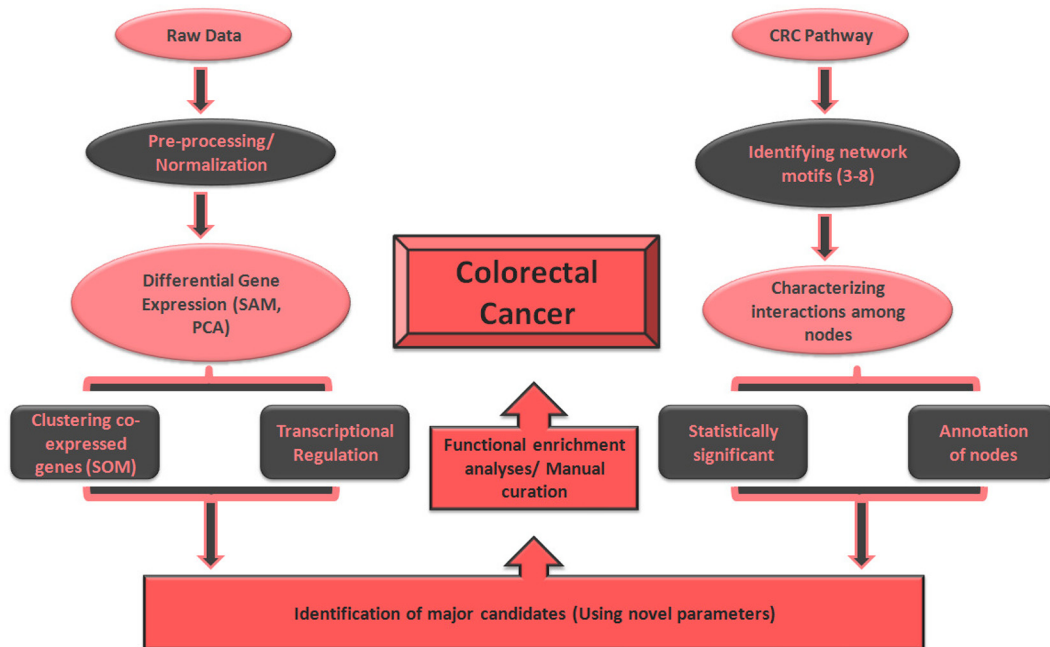 Raw Data
Pre-processing/
Normalization
Differential Gene
Expression (SAM,
PCA)
Clustering co-
expressed
genes (SOM)
Transcriptional
Regulation
CRC Pathway
Identifying network
motifs (3-8)
Characterizing
interactions among
nodes
Statistically
significant
Annotation
of nodes
Identification of major candidates (Using novel parameters)
Functional enrichment
analyses/ Manual
curation
Colorectal
Cancer